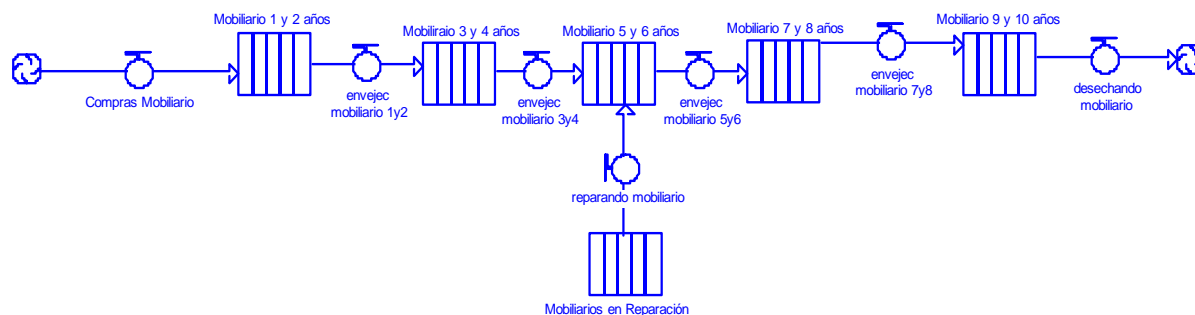 Mobiliario 1 y 2 años
Mobiliraio 3 y 4 años
Mobiliario 5 y 6 años
Mobiliario 7 y 8 años
Mobiliario 9 y 10 años
Compras Mobiliario
envejec
mobiliario 1y2
envejec
mobiliario 3y4
envejec
mobiliario 5y6
envejec
mobiliario 7y8
desechando
mobiliario
reparando mobiliario
Mobiliarios en Reparación